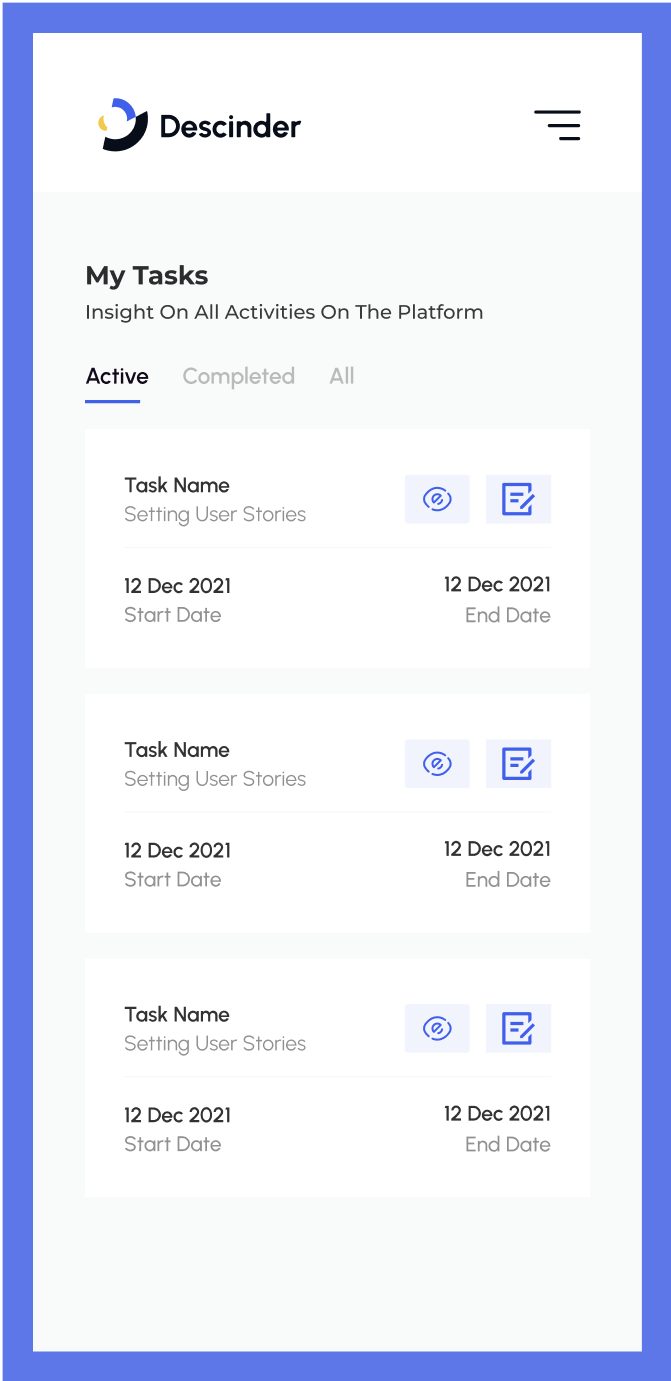 Descinder
My Tasks
Insight On All Activities On The Platform
Active Completed All
Task Name
Setting User Stories
12 Dec 2021 12 Dec 2021
Start Date End Date
Task Name
Setting User Stories
12 Dec 2021 12 Dec 2021
Start Date End Date
Task Name
Setting User Stories
12 Dec 2021 12 Dec 2021
Start Date End Date